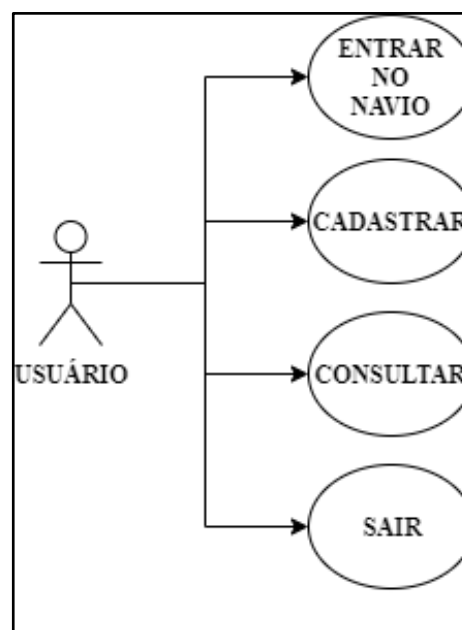 ENTRAR
NO
NAVIO
CADASTRAR
USUÁRIO
CONSULTAR
SAIR